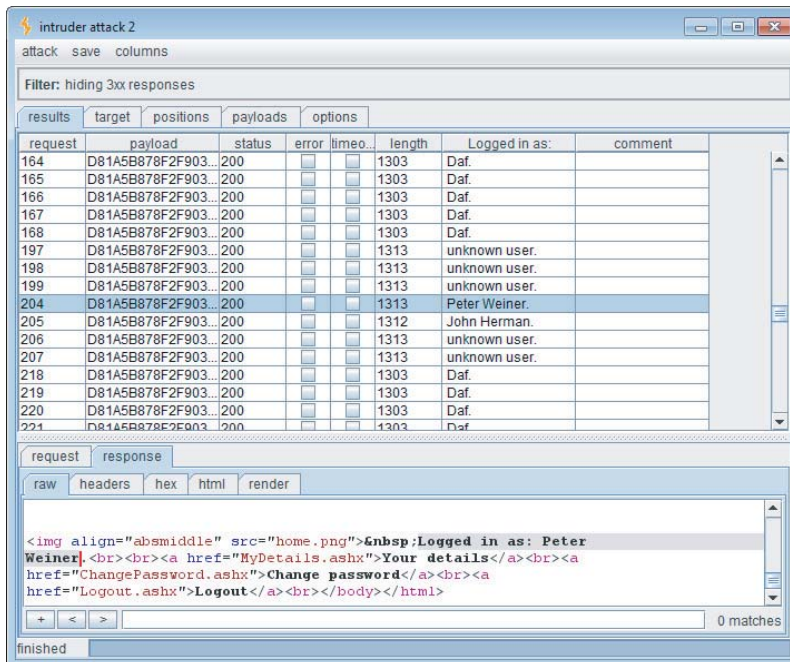 intruder attack 2
attack save columns
Filter: hiding 3xx responses
results target positions payloads options
request payload status error timeo... length Logged in as: comment
164 D81A5B878F2F903... 200 1303 Daf.
165 D81A5B878F2F903... 200 1303 Daf.
166 D81A5B878F2F903... 200 1303 Daf.
167 D81A5B878F2F903... 200 1303 Daf.
168 D81A5B878F2F903... 200 1303 Daf.
197 D81A5B878F2F903... 200 1313 unknown user.
198 D81A5B878F2F903... 200 1313 unknown user.
199 D81A5B878F2F903... 200 1313 unknown user.
204 D81A5B878F2F903... 200 1313 Peter Weiner.
205 D81A5B878F2F903... 200 1312 John Herman.
206 D81A5B878F2F903... 200 1313 unknown user.
207 D81A5B878F2F903... 200 1313 unknown user.
218 D81A5B878F2F903... 200 1303 Daf.
219 D81A5B878F2F903... 200 1303 Daf.
220 D81A5B878F2F903... 200 1303 Daf.
221 D81A5B878F2F903... 200 1303 Daf.
request response
raw headers hex html render
<img align="absmiddle" src="home.png">&nbsp;Logged in as: Peter
Weiner.<br><br><a href="MyDetails.ashx">Your details</a><br><a
href="ChangePassword.ashx">Change password</a><br><a
href="Logout.ashx">Logout</a><br></body></html>
+ < > 0 matches
finished